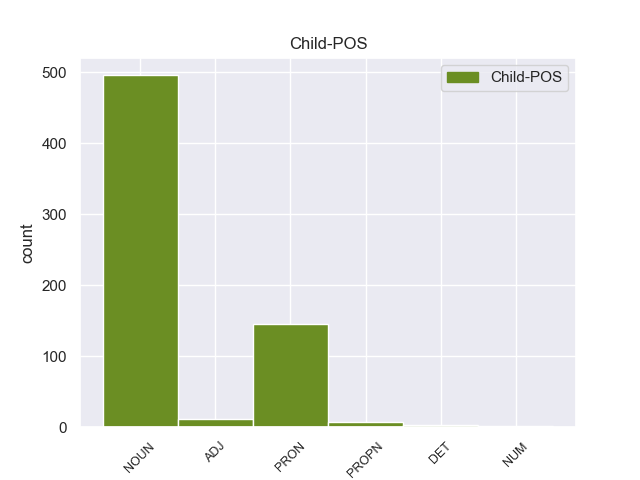 Child-POS
Child-POS
count
500
400
300
200
100
0
NOUN
ADJ
PRON
PROPN
DET
NUM